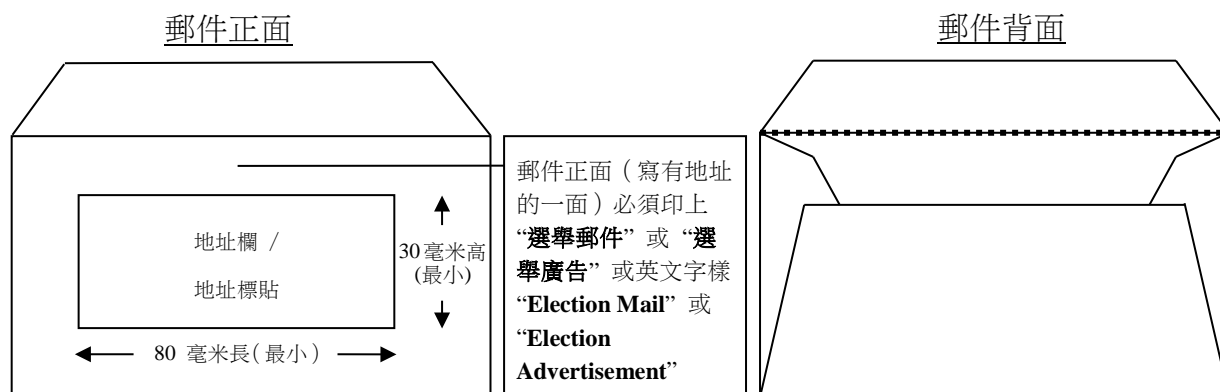 郵件正面
郵件背面
地址欄 /
地址標貼
30 毫米高
(最小)
80 毫米長(最小)
郵件正面(寫有地址
的一面)必須印上
“選舉郵件” 或 “選
舉廣告” 或英文字樣
“Election Mail” 或
“Election
Advertisement”